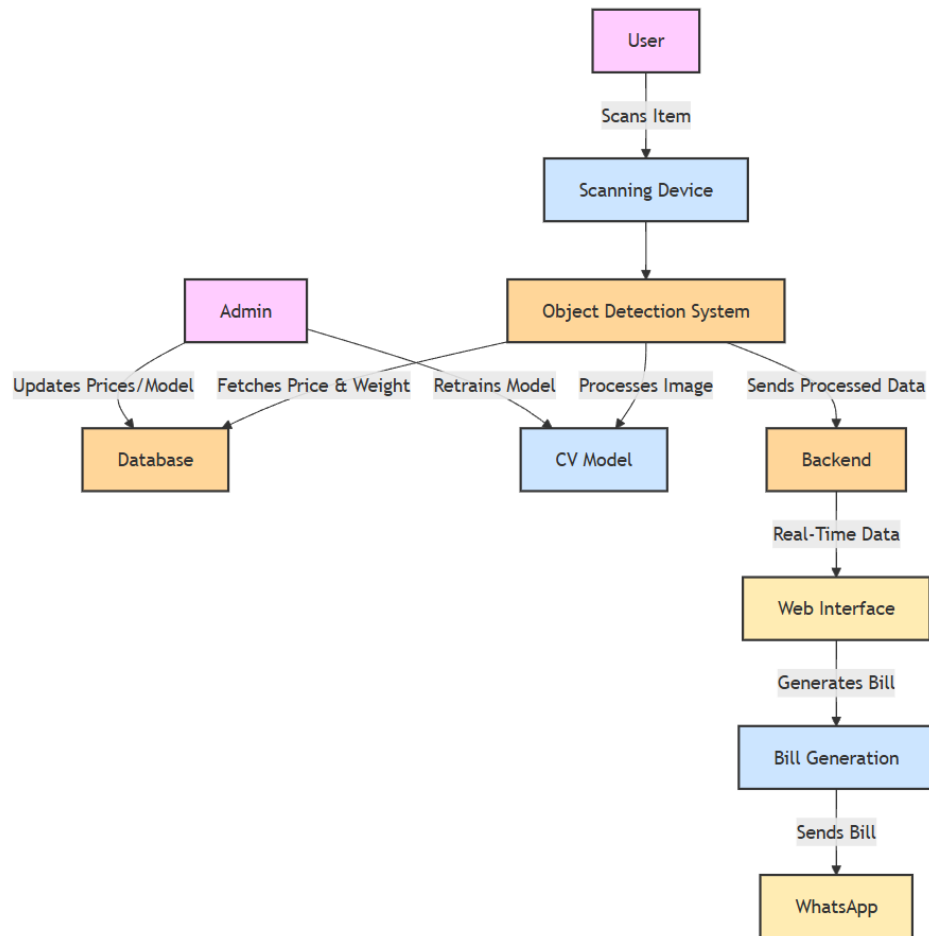 User
Scans Item
Scanning Device
Admin
Object Detection System
Updates Prices/Model
Fetches Price & Weight
Retrains Model
Processes Image
Sends Processed Data
Database
CV Model
Backend
Real-Time Data
Web Interface
Generates Bill
Bill Generation
Sends Bill
WhatsApp